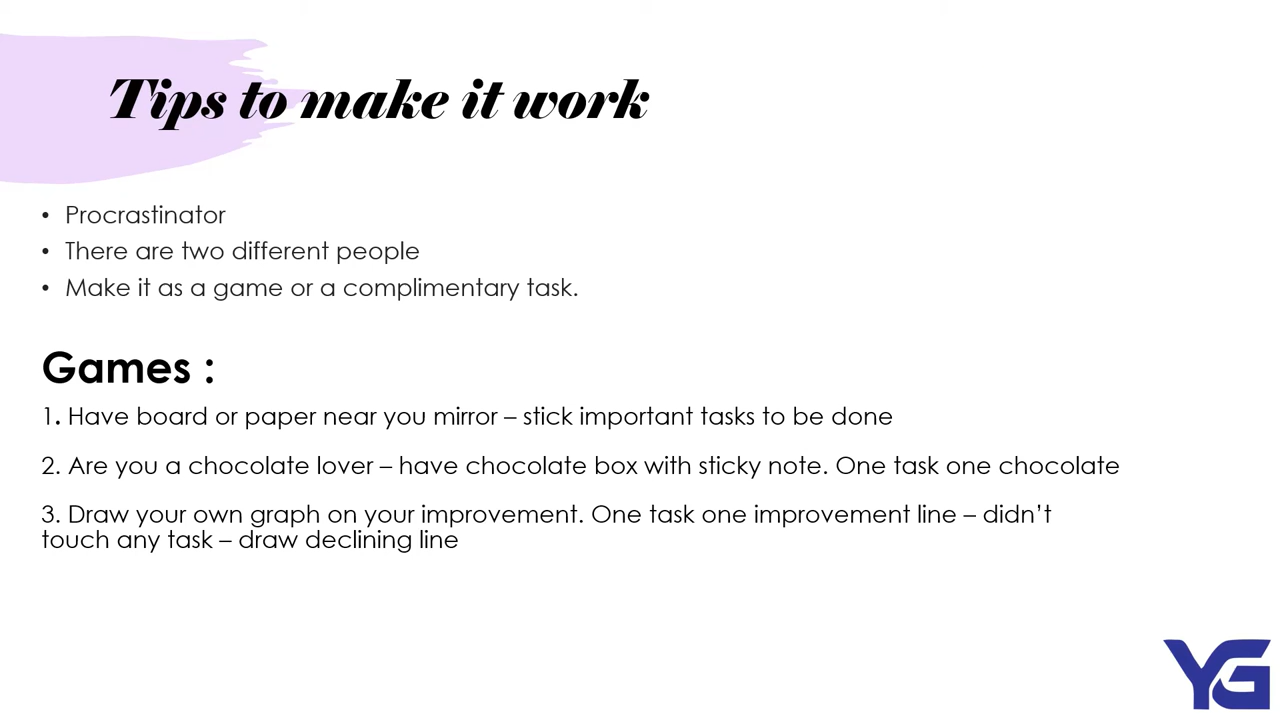 Tips to make it work
• Procrastinator
• There are two different people
• Make it as a game or a complimentary task.
Games :
1. Have board or paper near you mirror – stick important tasks to be done
2. Are you a chocolate lover – have chocolate box with sticky note. One task one chocolate
3. Draw your own graph on your improvement. One task one improvement line – didn’t
touch any task – draw declining line
YG